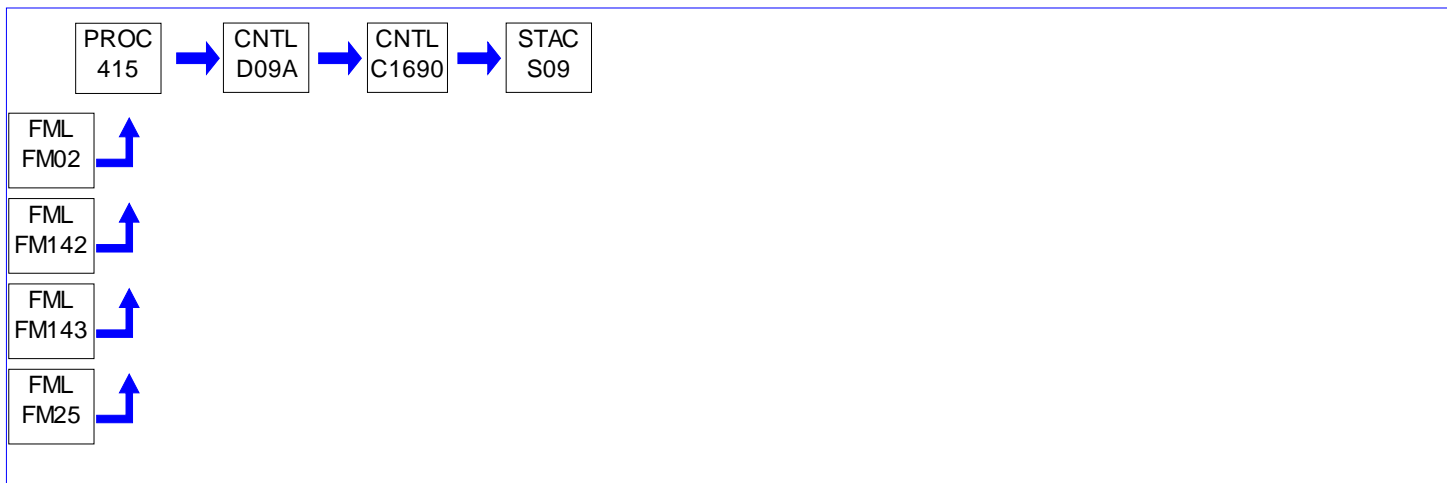 PROC
415
CNTL
D09A
CNTL
C1690
STAC
S09
FML
FM02
FML
FM142
FML
FM143
FML
FM25